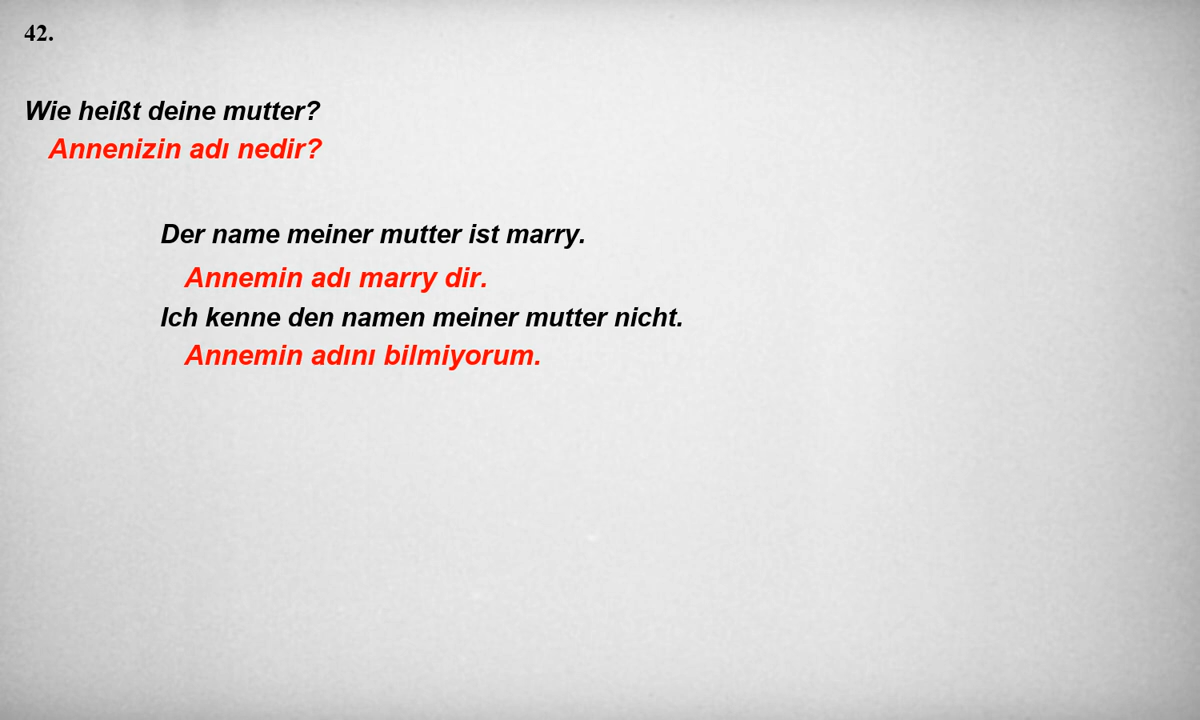 42.
Wie heißt deine mutter?
Annenizin adı nedir?
Der name meiner mutter ist marry.
Annemin adı marry dir.
Ich kenne den namen meiner mutter nicht.
Annemin adını bilmiyorum.